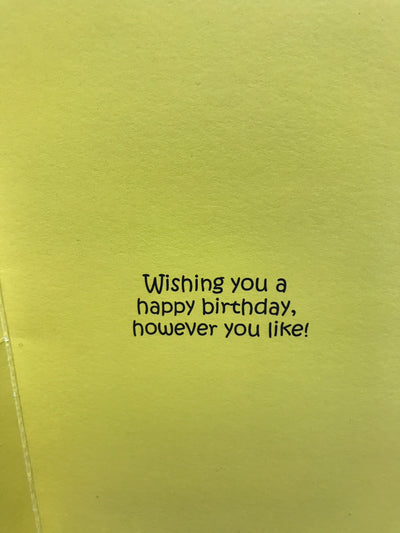 Wishing you a
happy birthday,
however you like!